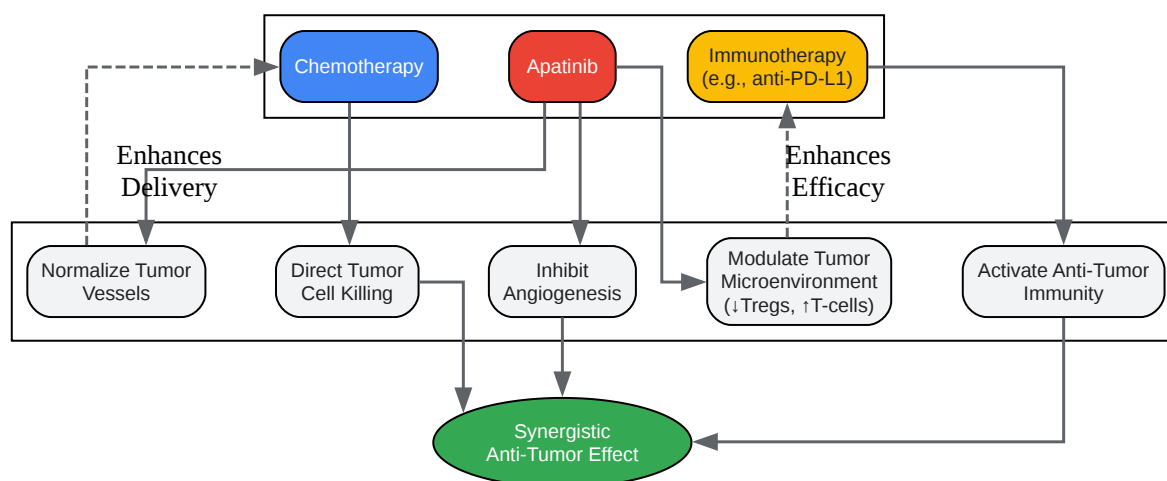 Chemotherapy
Apatinib
Immunotherapy
(e.g., anti-PD-L1)
Enhances
Delivery
Enhances
Efficacy
Normalize Tumor
Vessels
Direct Tumor
Cell Killing
Inhibit
Angiogenesis
Modulate Tumor
Microenvironment
(↓Tregs, ↑T-cells)
Activate Anti-Tumor
Immunity
Synergistic
Anti-Tumor Effect